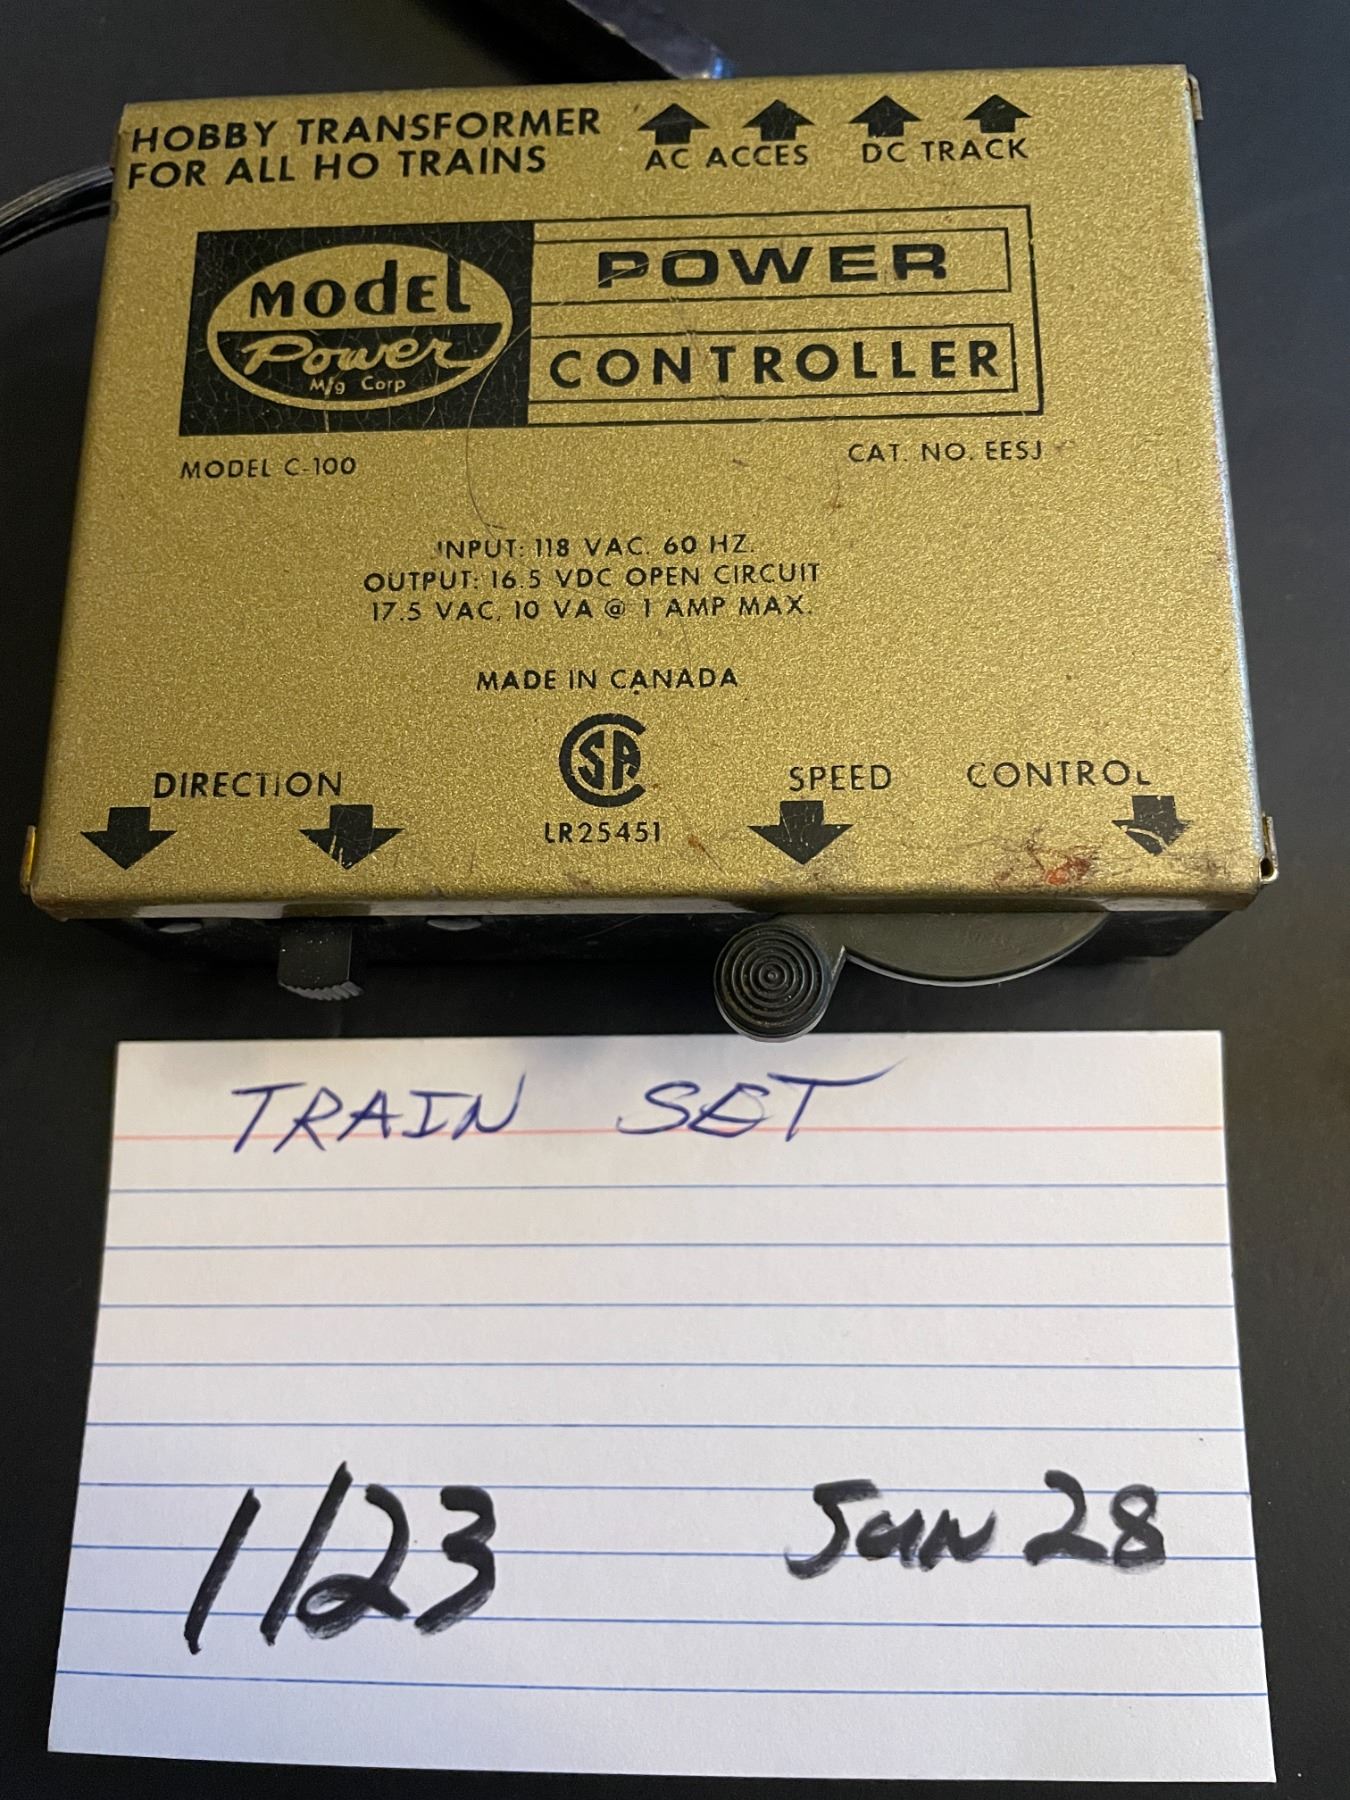 HOBBY TRANSFORMER
FOR ALL HO TRAINS
AC ACCES DC TRACK
MODEL
Power
Mfg Corp
POWER
CONTROLLER
MODEL C-100
CAT. NO. EESJ
INPUT: 118 VAC. 60 HZ.
OUTPUT: 16.5 VDC OPEN CIRCUIT
17.5 VAC, 10 VA @ 1 AMP MAX.
MADE IN CANADA
CSA
DIRECTION SPEED CONTROL
LR25451
TRAIN SET
1/23 Jan 28